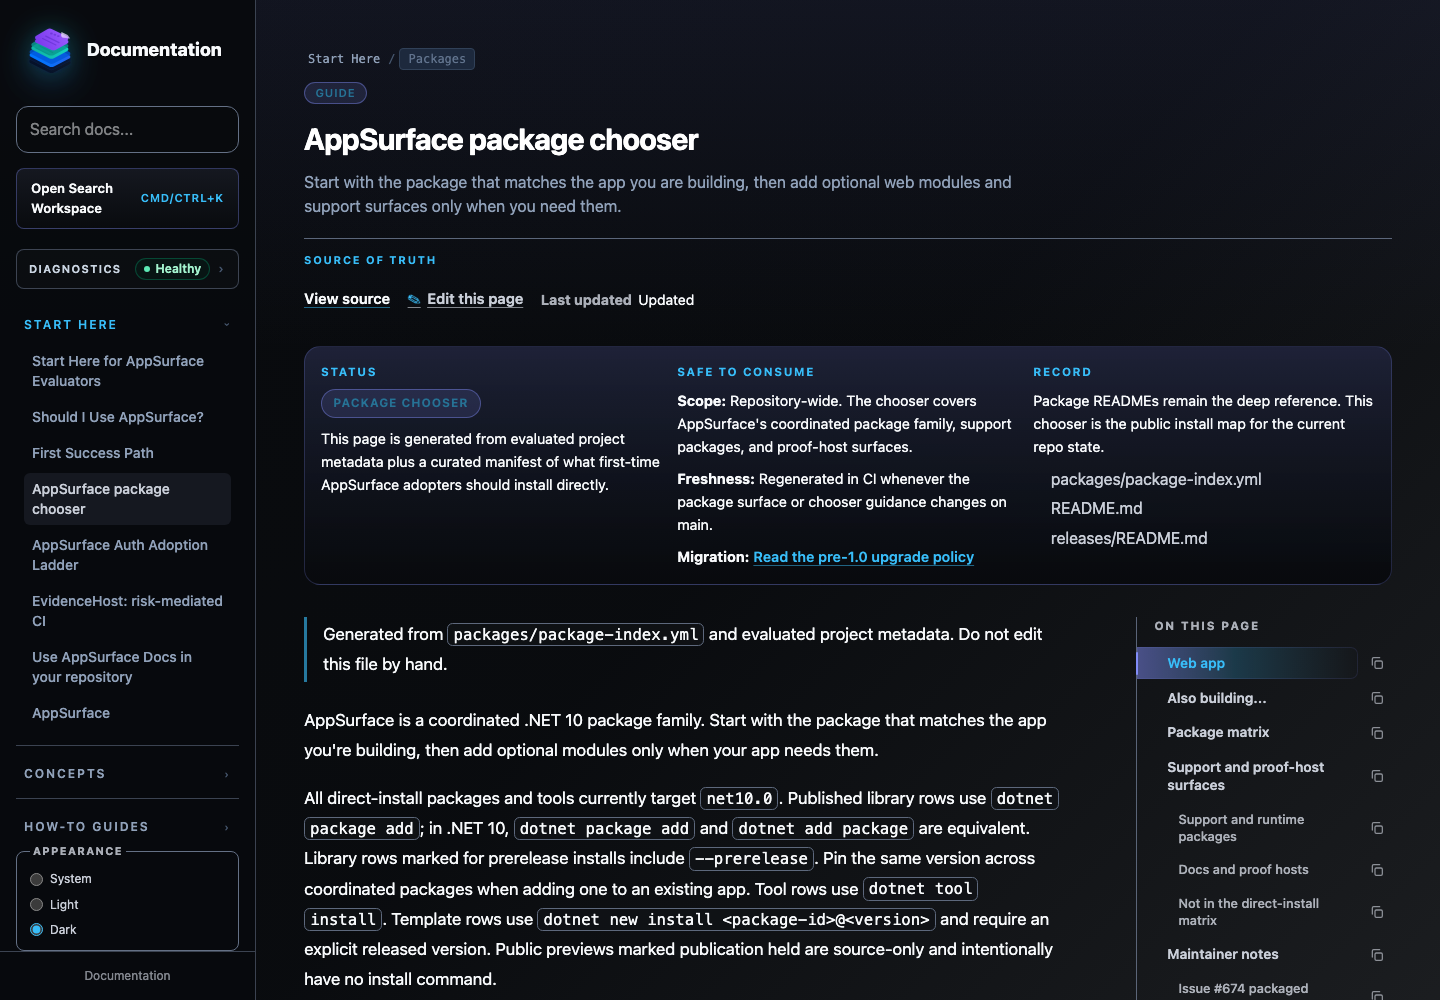 Documentation
Search docs...
Open Search
Workspace
CMD/CTRL+K
DIAGNOSTICS
Healthy
START HERE
Start Here for AppSurface
Evaluators
Should I Use AppSurface?
First Success Path
AppSurface package
chooser
AppSurface Auth Adoption
Ladder
EvidenceHost: risk-mediated
CI
Use AppSurface Docs in
your repository
AppSurface
CONCEPTS
HOW-TO GUIDES
APPEARANCE
System
Light
Dark
Documentation
Start Here / Packages
GUIDE
AppSurface package chooser
Start with the package that matches the app you are building, then add optional web modules and
support surfaces only when you need them.
SOURCE OF TRUTH
View source ✎ Edit this page Last updated Updated
STATUS
PACKAGE CHOOSER
This page is generated from evaluated project
metadata plus a curated manifest of what first-time
AppSurface adopters should install directly.
SAFE TO CONSUME
Scope: Repository-wide. The chooser covers
AppSurface's coordinated package family, support
packages, and proof-host surfaces.
Freshness: Regenerated in CI whenever the
package surface or chooser guidance changes on
main.
Migration: Read the pre-1.0 upgrade policy
RECORD
Package READMEs remain the deep reference. This
chooser is the public install map for the current
repo state.
packages/package-index.yml
README.md
releases/README.md
Generated from packages/package-index.yml and evaluated project metadata. Do not edit
this file by hand.
AppSurface is a coordinated .NET 10 package family. Start with the package that matches the app
you're building, then add optional modules only when your app needs them.
All direct-install packages and tools currently target net10.0. Published library rows use dotnet
package add; in .NET 10, dotnet package add and dotnet add package are equivalent.
Library rows marked for prerelease installs include --prerelease. Pin the same version across
coordinated packages when adding one to an existing app. Tool rows use dotnet tool
install. Template rows use dotnet new install <package-id>@<version> and require an
explicit released version. Public previews marked publication held are source-only and intentionally
have no install command.
ON THIS PAGE
Web app
Also building...
Package matrix
Support and proof-host
surfaces
Support and runtime
packages
Docs and proof hosts
Not in the direct-install
matrix
Maintainer notes
Issue #674 packaged